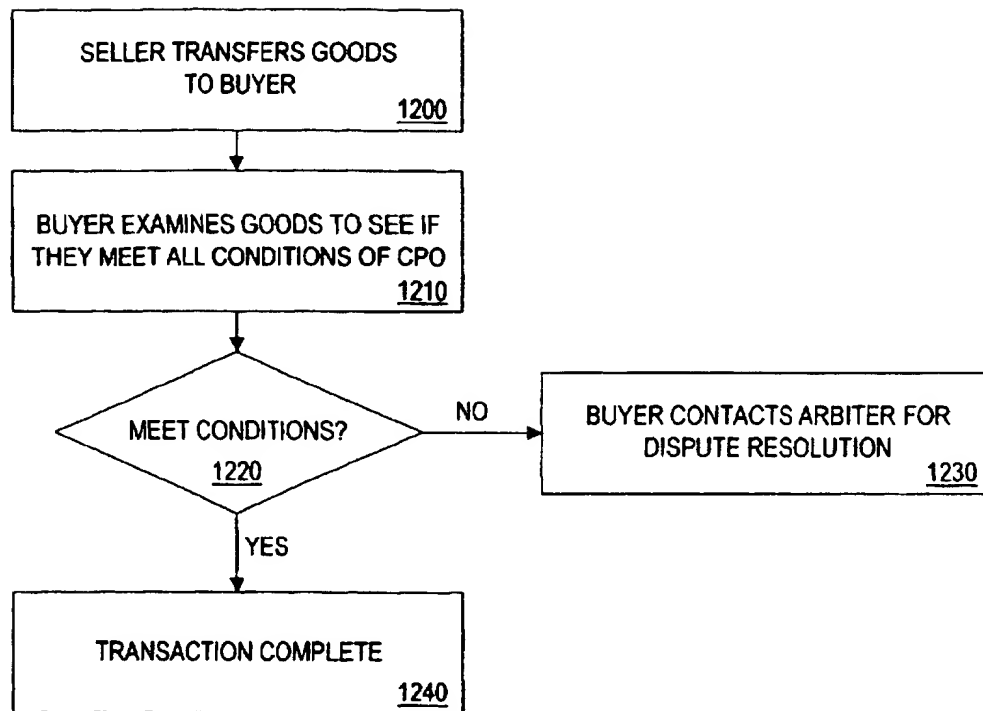 SELLER TRANSFERS GOODS
TO BUYER
1200
BUYER EXAMINES GOODS TO SEE IF
THEY MEET ALL CONDITIONS OF CPO
1210
MEET CONDITIONS?
1220
NO
BUYER CONTACTS ARBITER FOR
DISPUTE RESOLUTION
1230
YES
TRANSACTION COMPLETE
1240